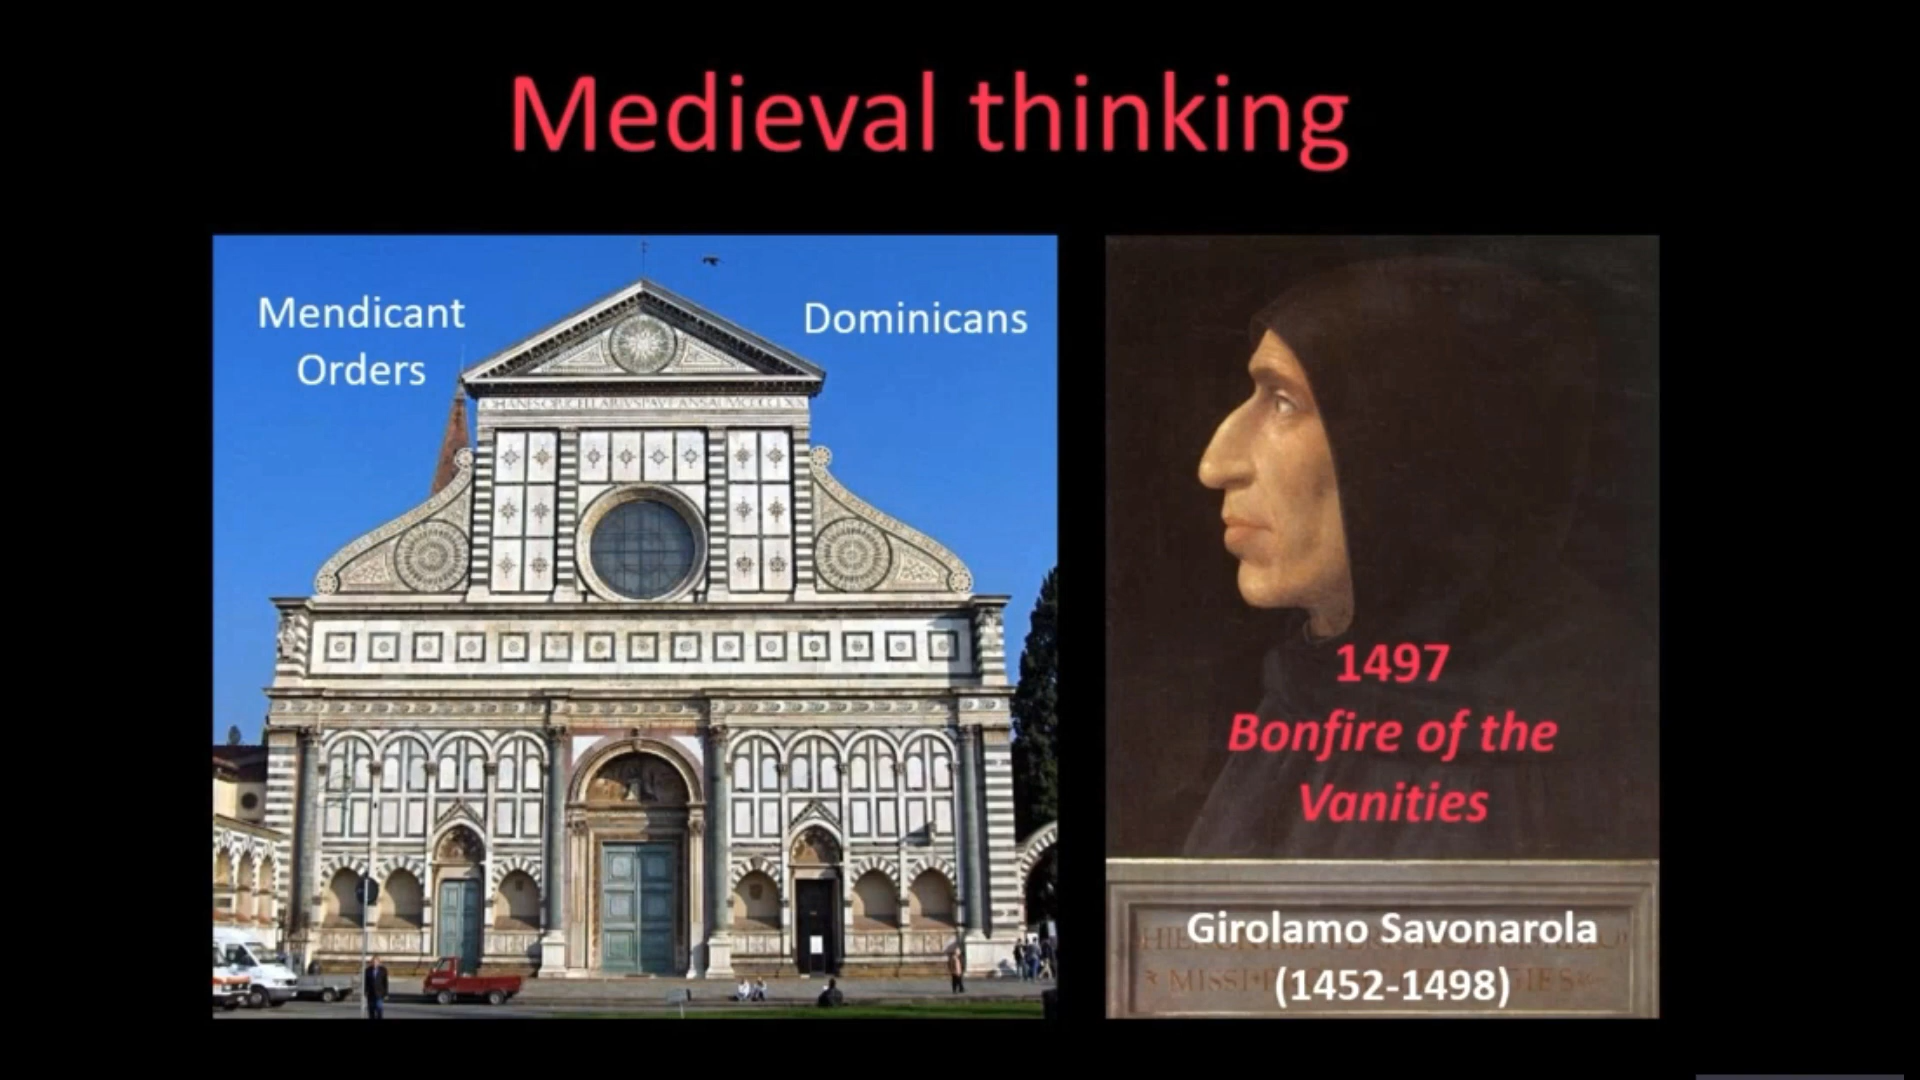 Medieval thinking
Mendicant
Orders
Dominicans
1497
Bonfire of the
Vanities
Girolamo Savonarola
(1452-1498)